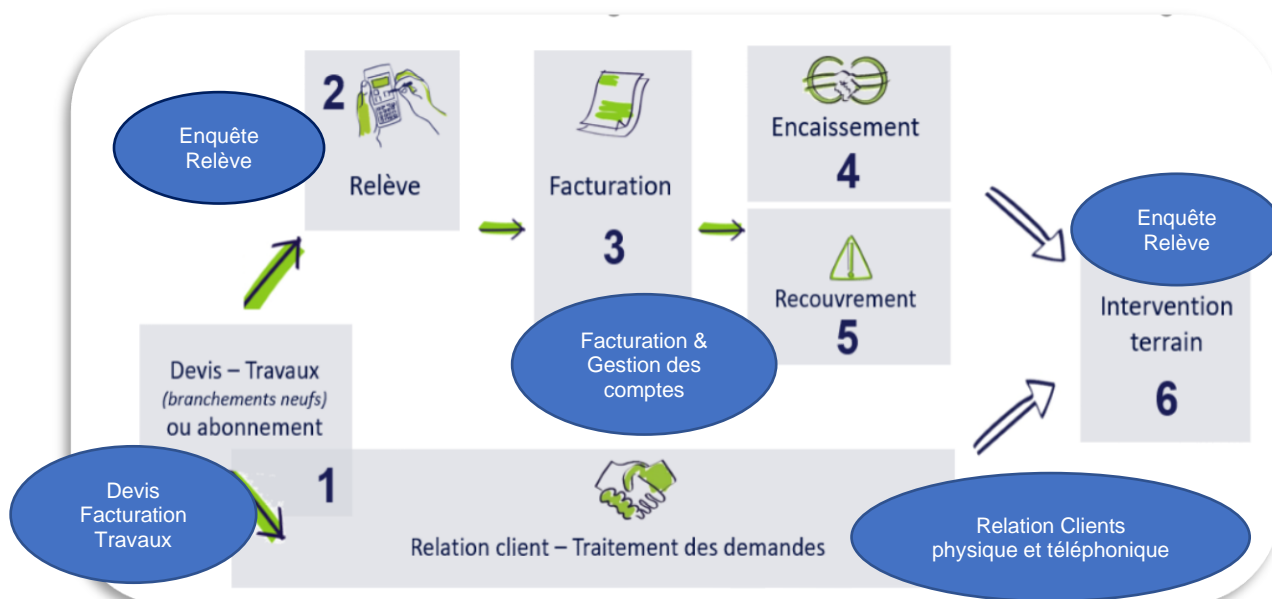 Enquête
Relève
2
Relève
Facturation
3
Encaissement
4
Recouvrement
5
Enquête
Relève
Intervention
terrain
6
Facturation &
Gestion des
comptes
Devis – Travaux
(branchements neufs)
ou abonnement
1
Devis
Facturation
Travaux
Relation client – Traitement des demandes
Relation Clients
physique et téléphonique